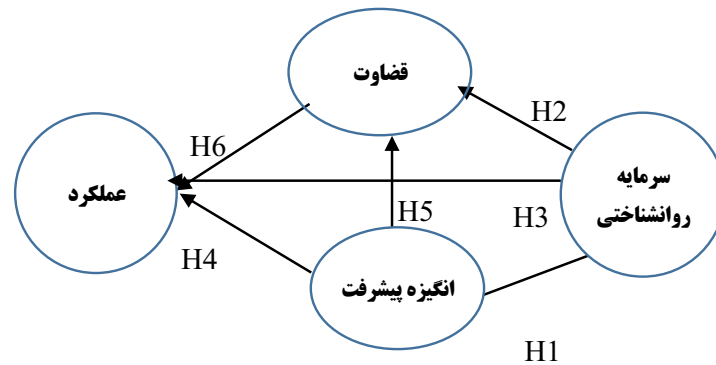 قضاوت
H2
H6
سرمایه
روانشناختی
عملکرد
H5
H3
H4
انگیزه پیشرفت
H1